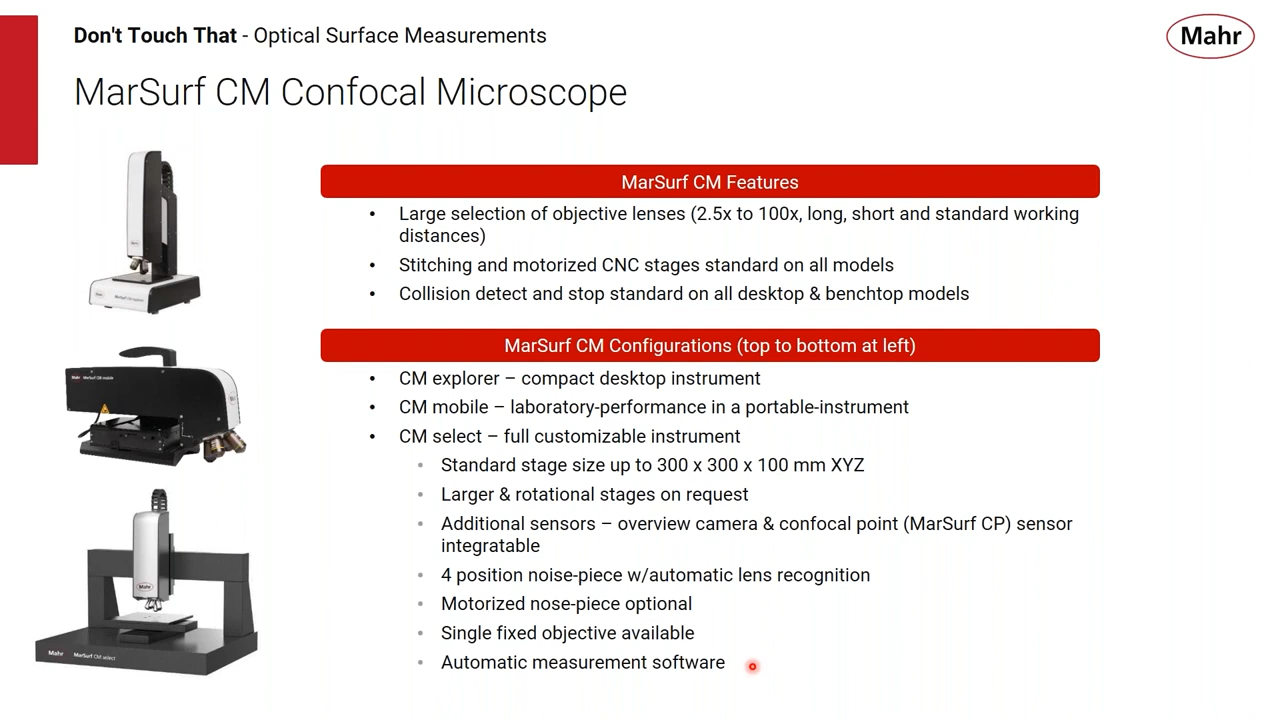 Don't Touch That - Optical Surface Measurements
Mahr
MarSurf CM Confocal Microscope
MarSurf CM Features
• Large selection of objective lenses (2.5x to 100x, long, short and standard working
distances)
• Stitching and motorized CNC stages standard on all models
• Collision detect and stop standard on all desktop & benchtop models
MarSurf CM Configurations (top to bottom at left)
• CM explorer – compact desktop instrument
• CM mobile – laboratory-performance in a portable-instrument
• CM select – full customizable instrument
• Standard stage size up to 300 x 300 x 100 mm XYZ
• Larger & rotational stages on request
• Additional sensors – overview camera & confocal point (MarSurf CP) sensor
integratable
• 4 position noise-piece w/automatic lens recognition
• Motorized nose-piece optional
• Single fixed objective available
• Automatic measurement software
Mahr MarSurf CM mobile
Mahr
Mahr MarSurf CM select